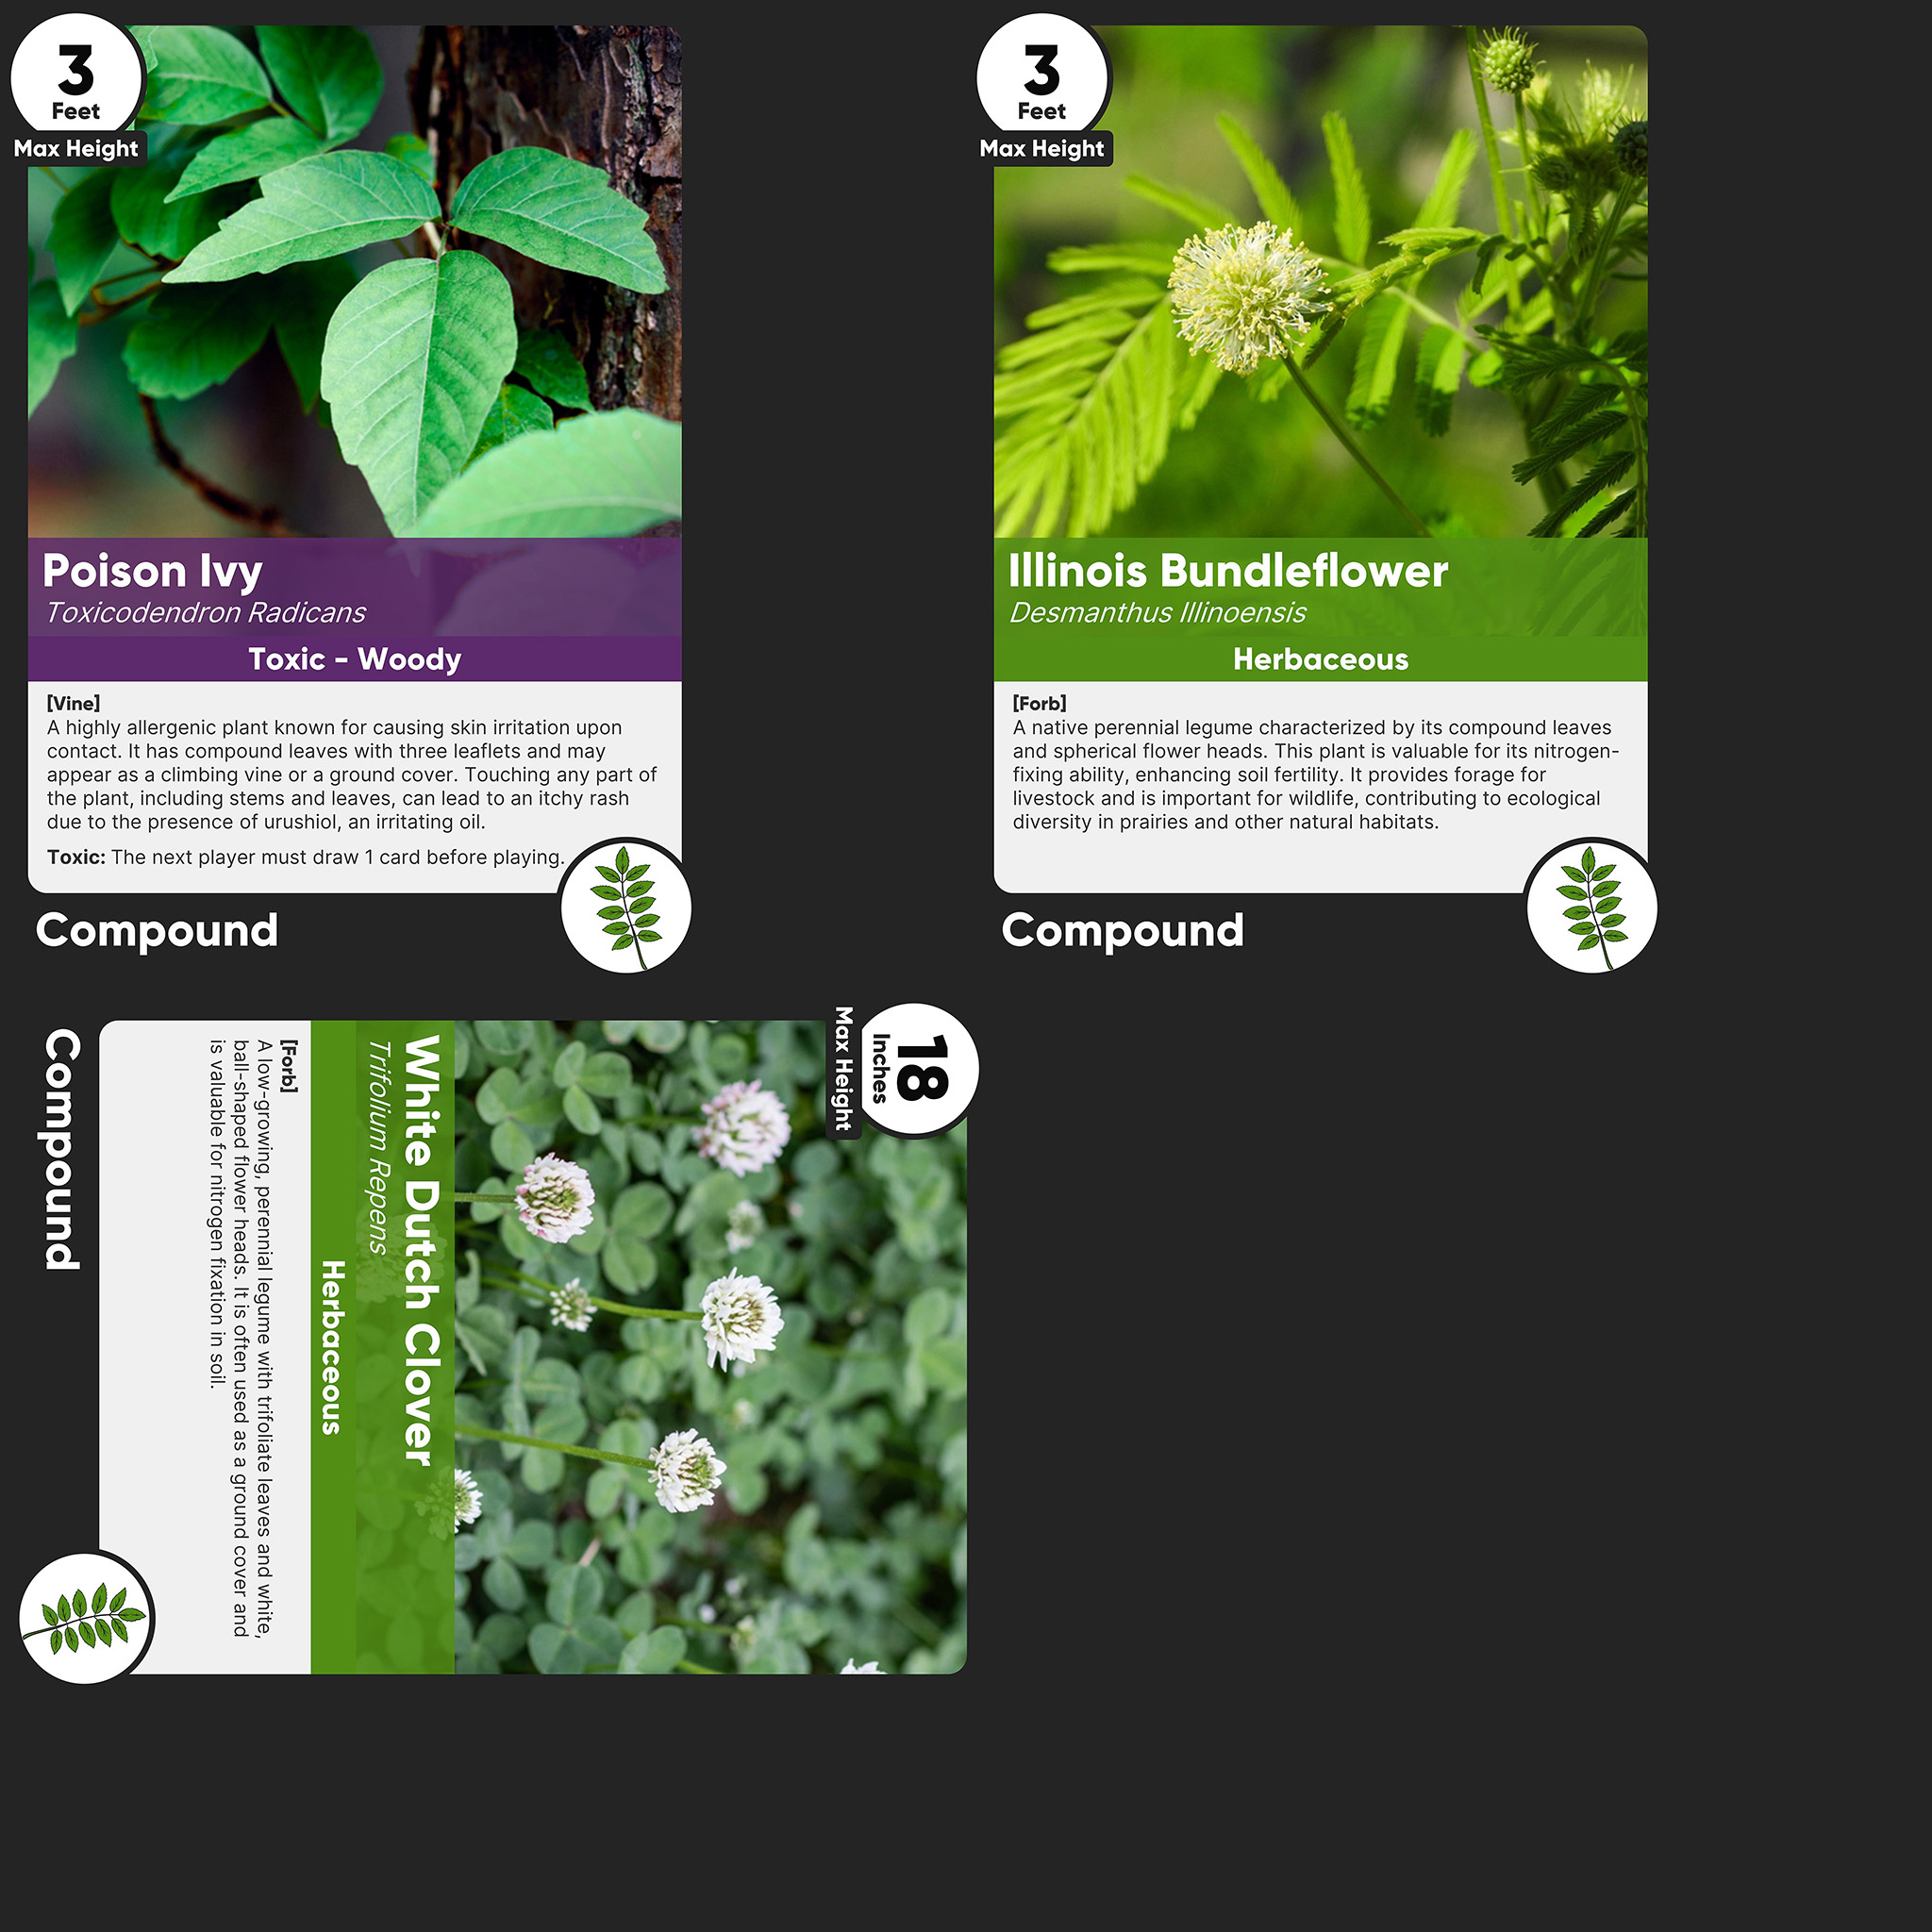 3
Feet
Max Height
Poison Ivy
Toxicodendron Radicans
Toxic - Woody
[Vine]
A highly allergenic plant known for causing skin irritation upon
contact. It has compound leaves with three leaflets and may
appear as a climbing vine or a ground cover. Touching any part of
the plant, including stems and leaves, can lead to an itchy rash
due to the presence of urushiol, an irritating oil.
Toxic: The next player must draw 1 card before playing.
Compound
3
Feet
Max Height
Illinois Bundleflower
Desmanthus Illinoensis
Herbaceous
[Forb]
A native perennial legume characterized by its compound leaves
and spherical flower heads. This plant is valuable for its nitrogen-
fixing ability, enhancing soil fertility. It provides forage for
livestock and is important for wildlife, contributing to ecological
diversity in prairies and other natural habitats.
Compound
18
Inches
Max Height
White Dutch Clover
Trifolium Repens
Herbaceous
[Forb]
A low-growing, perennial legume with trifoliate leaves and white,
ball-shaped flower heads. It is often used as a ground cover and
is valuable for nitrogen fixation in soil.
Compound